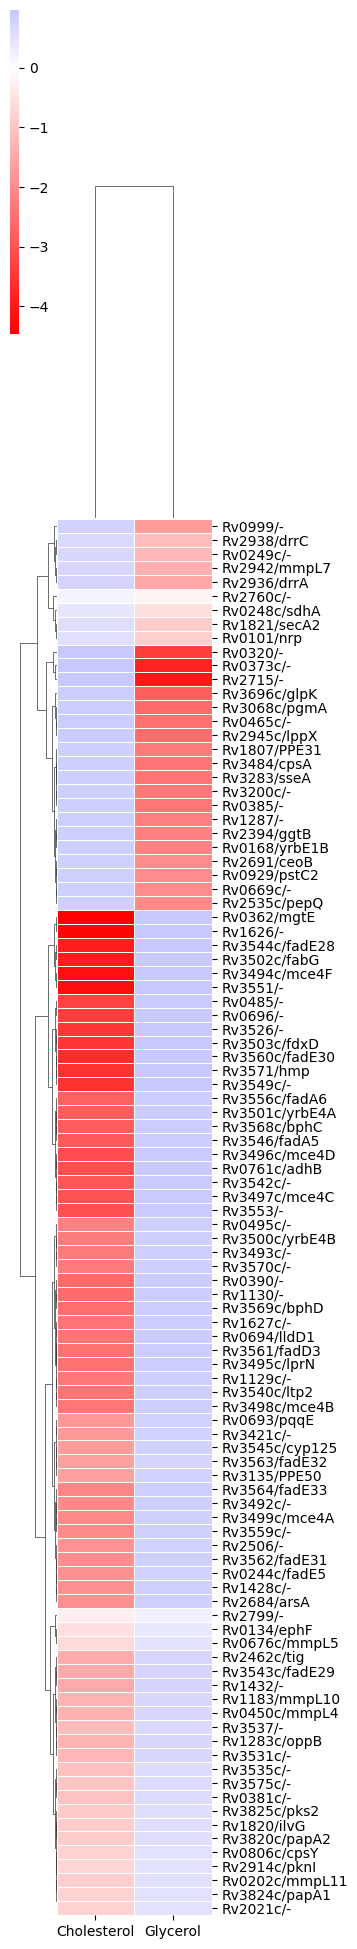 0
−1
−2
−3
−4
Rv0999/-
Rv2938/drrC
Rv0249c/-
Rv2942/mmpL7
Rv2936/drrA
Rv2760c/-
Rv0248c/sdhA
Rv1821/secA2
Rv0101/nrp
Rv0320/-
Rv0373c/-
Rv2715/-
Rv3696c/glpK
Rv3068c/pgmA
Rv0465c/-
Rv2945c/lppX
Rv1807/PPE31
Rv3484/cpsA
Rv3283/sseA
Rv3200c/-
Rv0385/-
Rv1287/-
Rv2394/ggtB
Rv0168/yrbE1B
Rv2691/ceoB
Rv0929/pstC2
Rv0669c/-
Rv2535c/pepQ
Rv0362/mgtE
Rv1626/-
Rv3544c/fadE28
Rv3502c/fabG
Rv3494c/mce4F
Rv3551/-
Rv0485/-
Rv0696/-
Rv3526/-
Rv3503c/fdxD
Rv3560c/fadE30
Rv3571/hmp
Rv3549c/-
Rv3556c/fadA6
Rv3501c/yrbE4A
Rv3568c/bphC
Rv3546/fadA5
Rv3496c/mce4D
Rv0761c/adhB
Rv3542c/-
Rv3497c/mce4C
Rv3553/-
Rv0495c/-
Rv3500c/yrbE4B
Rv3493c/-
Rv3570c/-
Rv0390/-
Rv1130/-
Rv3569c/bphD
Rv1627c/-
Rv0694/lldD1
Rv3561/fadD3
Rv3495c/lprN
Rv1129c/-
Rv3540c/ltp2
Rv3498c/mce4B
Rv0693/pqqE
Rv3421c/-
Rv3545c/cyp125
Rv3563/fadE32
Rv3135/PPE50
Rv3564/fadE33
Rv3492c/-
Rv3499c/mce4A
Rv3559c/-
Rv2506/-
Rv3562/fadE31
Rv0244c/fadE5
Rv1428c/-
Rv2684/arsA
Rv2799/-
Rv0134/ephF
Rv0676c/mmpL5
Rv2462c/tig
Rv3543c/fadE29
Rv1432/-
Rv1183/mmpL10
Rv0450c/mmpL4
Rv3537/-
Rv1283c/oppB
Rv3531c/-
Rv3535c/-
Rv3575c/-
Rv0381c/-
Rv3825c/pks2
Rv1820/ilvG
Rv3820c/papA2
Rv0806c/cpsY
Rv2914c/pknI
Rv0202c/mmpL11
Rv3824c/papA1
Rv2021c/-
Cholesterol Glycerol